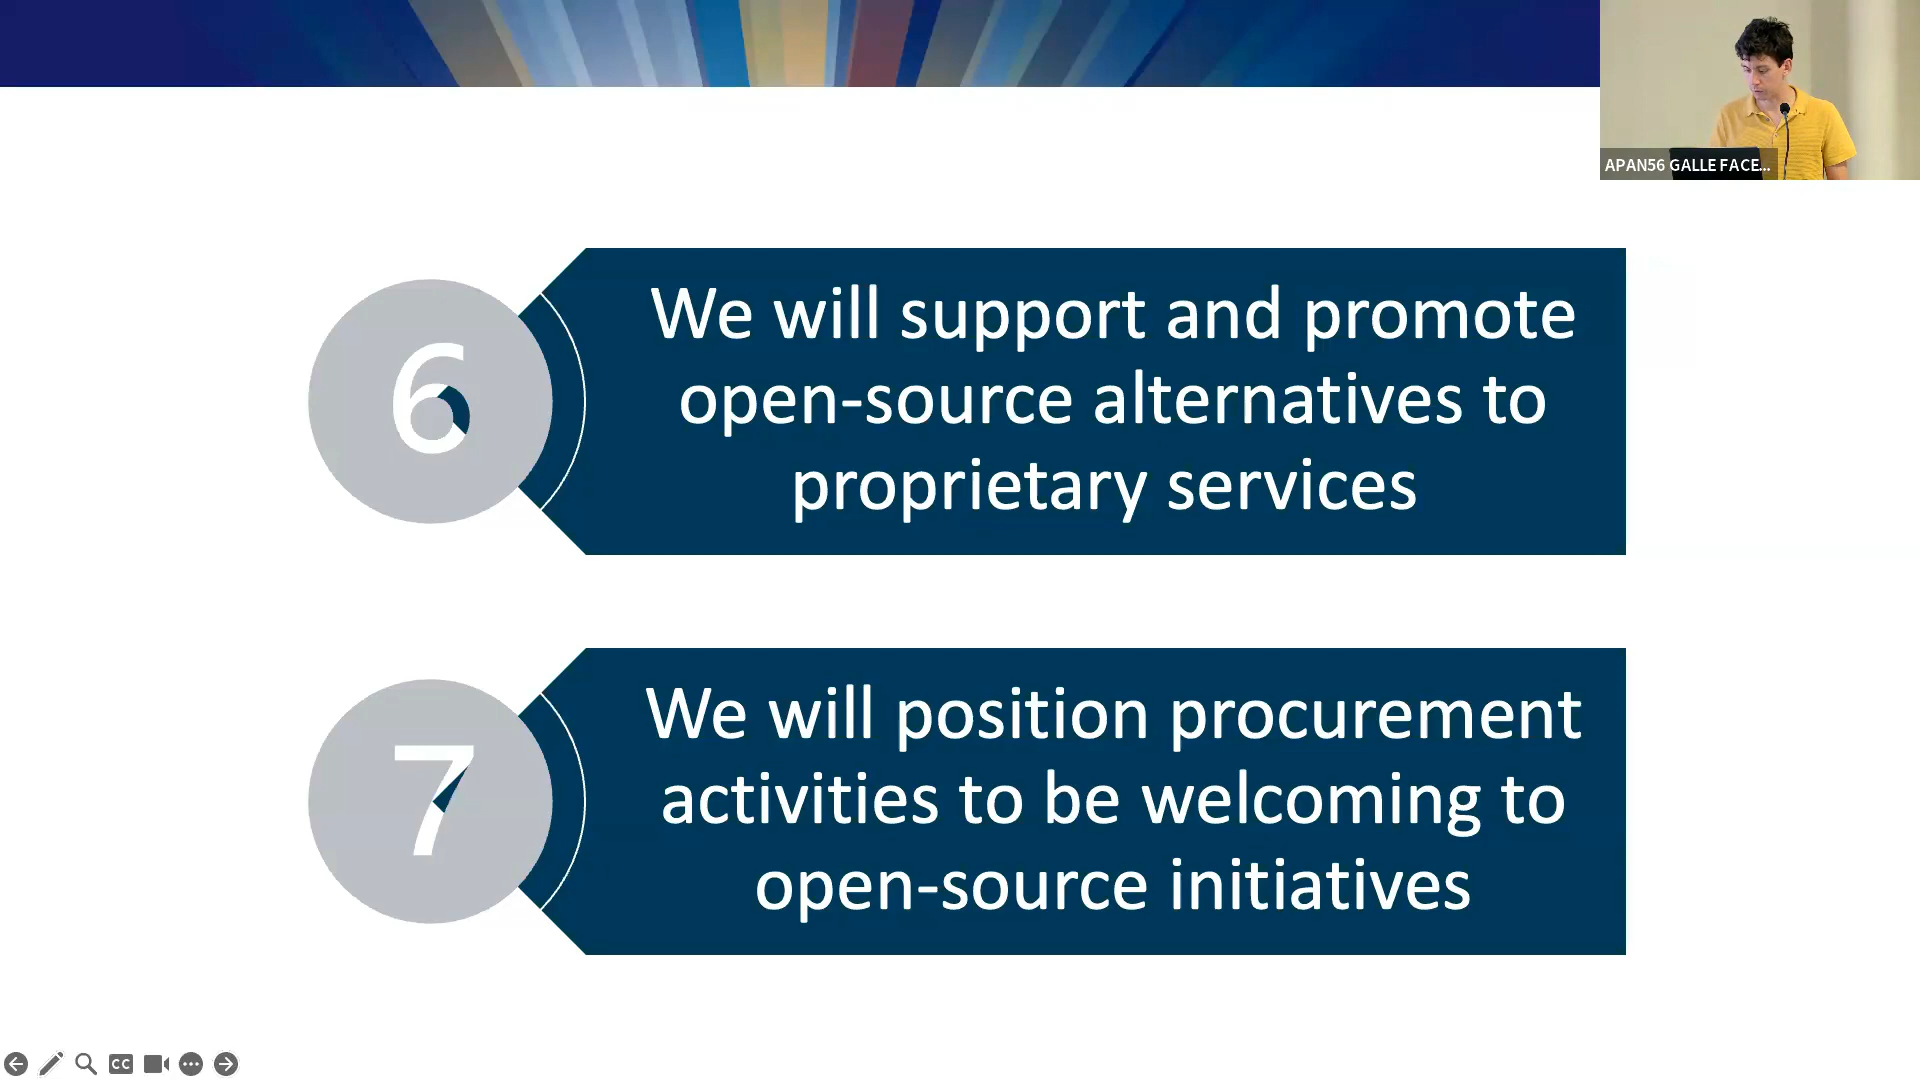 APAN56 GALLE FACE...
6
We will support and promote
open-source alternatives to
proprietary services
7
We will position procurement
activities to be welcoming to
open-source initiatives
CC